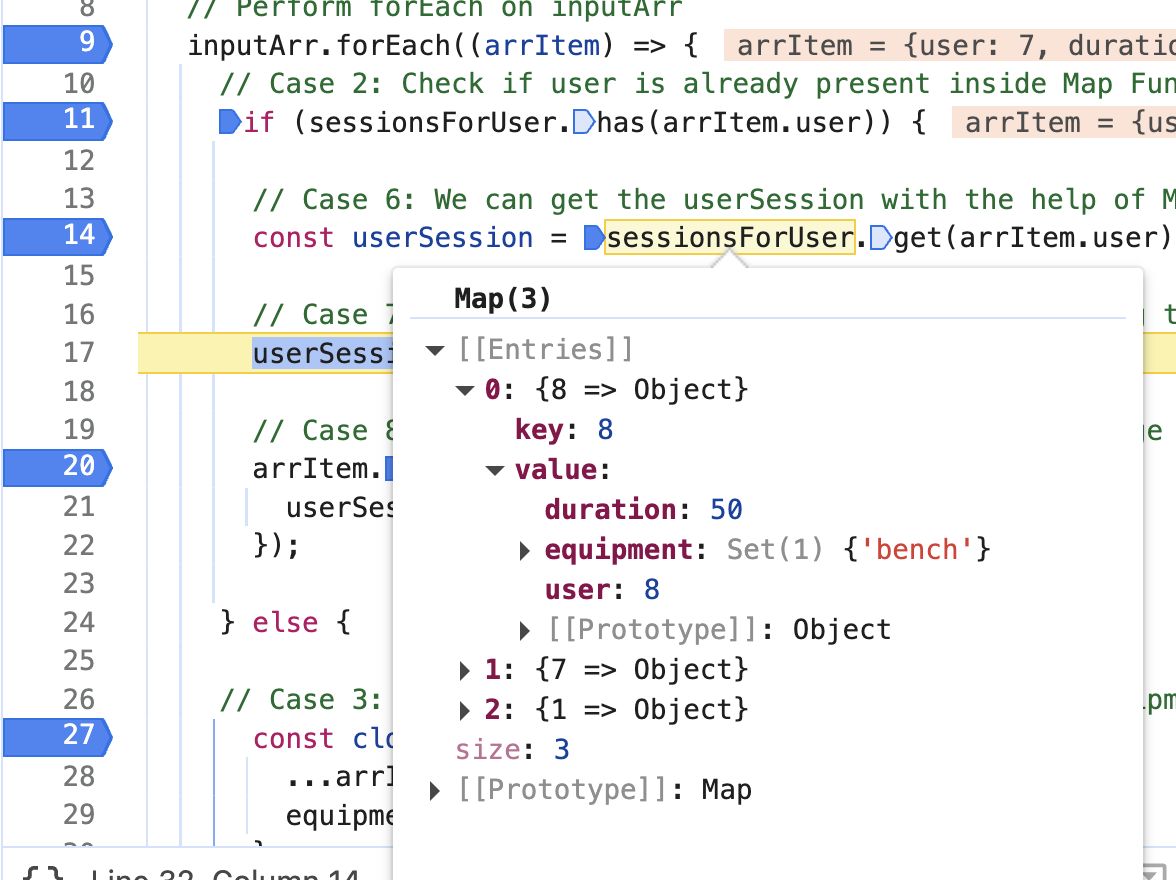 8 // Perform forEach on inputArr
9 inputArr.forEach((arrItem) => { arrItem = {user: 7, duratio
10 // Case 2: Check if user is already present inside Map Fun
11 if (sessionsForUser.has(arrItem.user)) { arrItem = {us
12
13 // Case 6: We can get the userSession with the help of M
14 const userSession = sessionsForUser.get(arrItem.user)
15
16 // Case 7
17 userSessi
18
19 // Case 8 ge
20 arrItem.
21 userSes
22 });
23
24 } else {
25
26 // Case 3: ipm
27 const clo
28 ...arrI
29 equipme
Map(3)
[[Entries]]
0: {8 => Object}
key: 8
value:
duration: 50
equipment: Set(1) {'bench'}
user: 8
[[Prototype]]: Object
1: {7 => Object}
2: {1 => Object}
size: 3
[[Prototype]]: Map
{} Line 32, Column 14